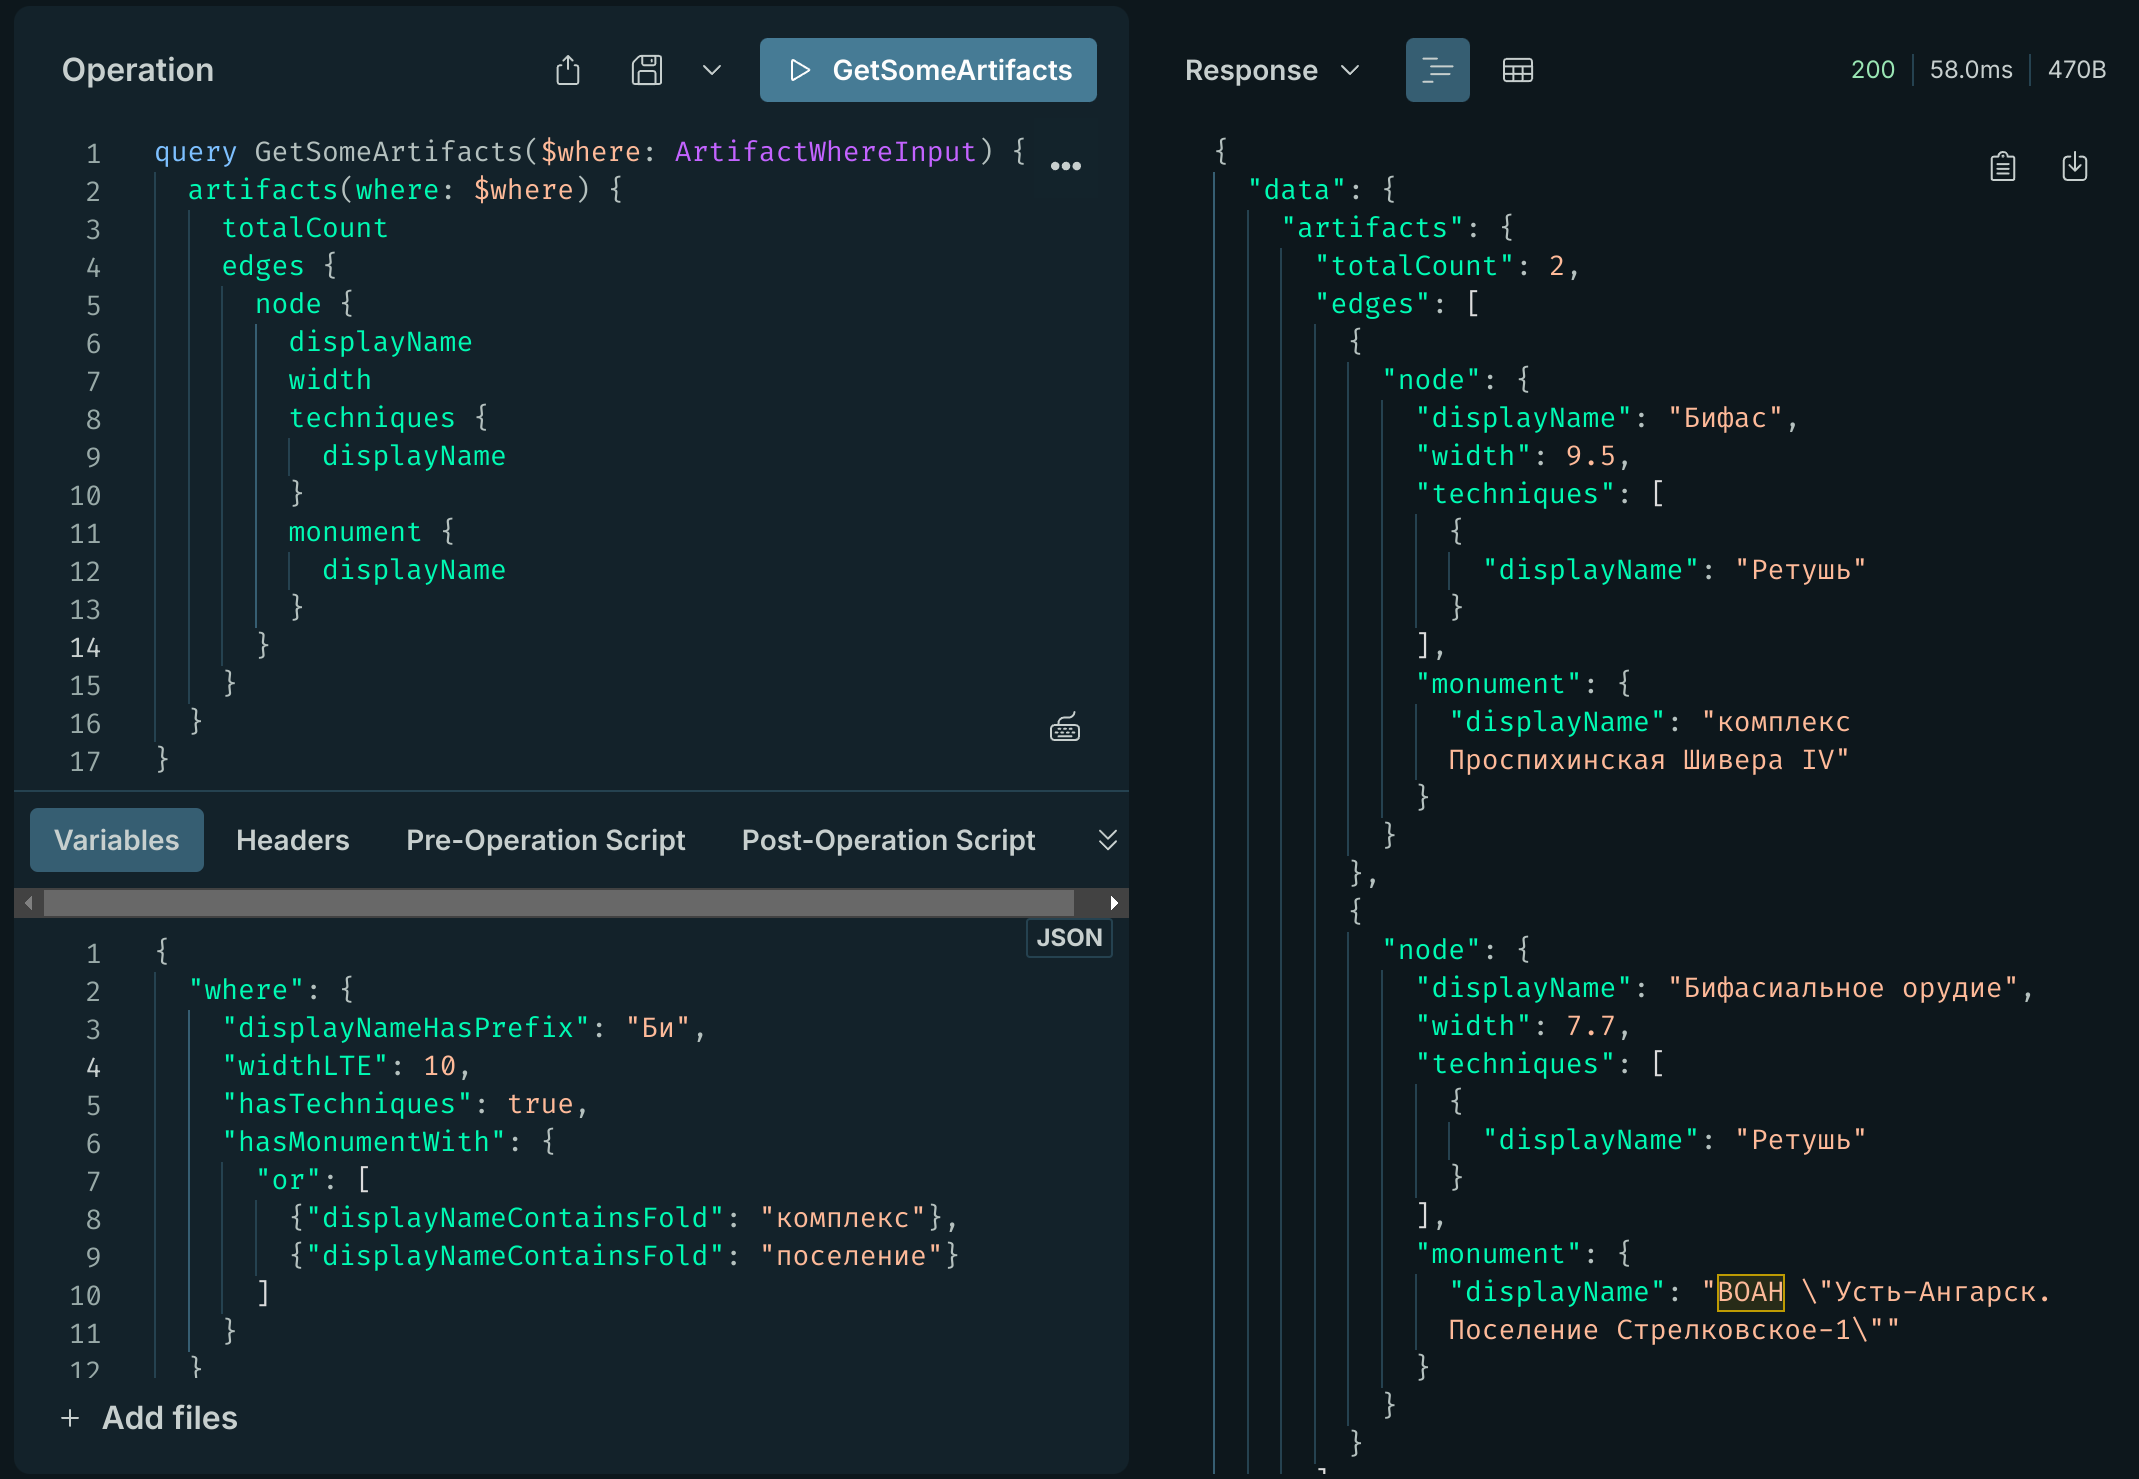 Operation
GetSomeArtifacts
1 query GetSomeArtifacts($where: ArtifactWhereInput) {
2 artifacts(where: $where) {
3 totalCount
4 edges {
5 node {
6 displayName
7 width
8 techniques {
9 displayName
10 }
11 monument {
12 displayName
13 }
14 }
15 }
16 }
17 }
Variables Headers Pre-Operation Script Post-Operation Script
JSON
1 {
2 "where": {
3 "displayNameHasPrefix": "Би",
4 "widthLTE": 10,
5 "hasTechniques": true,
6 "hasMonumentWith": {
7 "or": [
8 {"displayNameContainsFold": "комплекс"},
9 {"displayNameContainsFold": "поселение"}
10 ]
11 }
12 }
+ Add files
Response
200 58.0ms 470B
{
"data": {
"artifacts": {
"totalCount": 2,
"edges": [
{
"node": {
"displayName": "Бифас",
"width": 9.5,
"techniques": [
{
"displayName": "Ретушь"
}
],
"monument": {
"displayName": "комплекс
Проспихинская Шивера IV"
}
}
},
{
"node": {
"displayName": "Бифасиальное орудие",
"width": 7.7,
"techniques": [
{
"displayName": "Ретушь"
}
],
"monument": {
"displayName": "ВОАН \"Усть-Ангарск.
Поселение Стрелковское-1\""
}
}
}
]